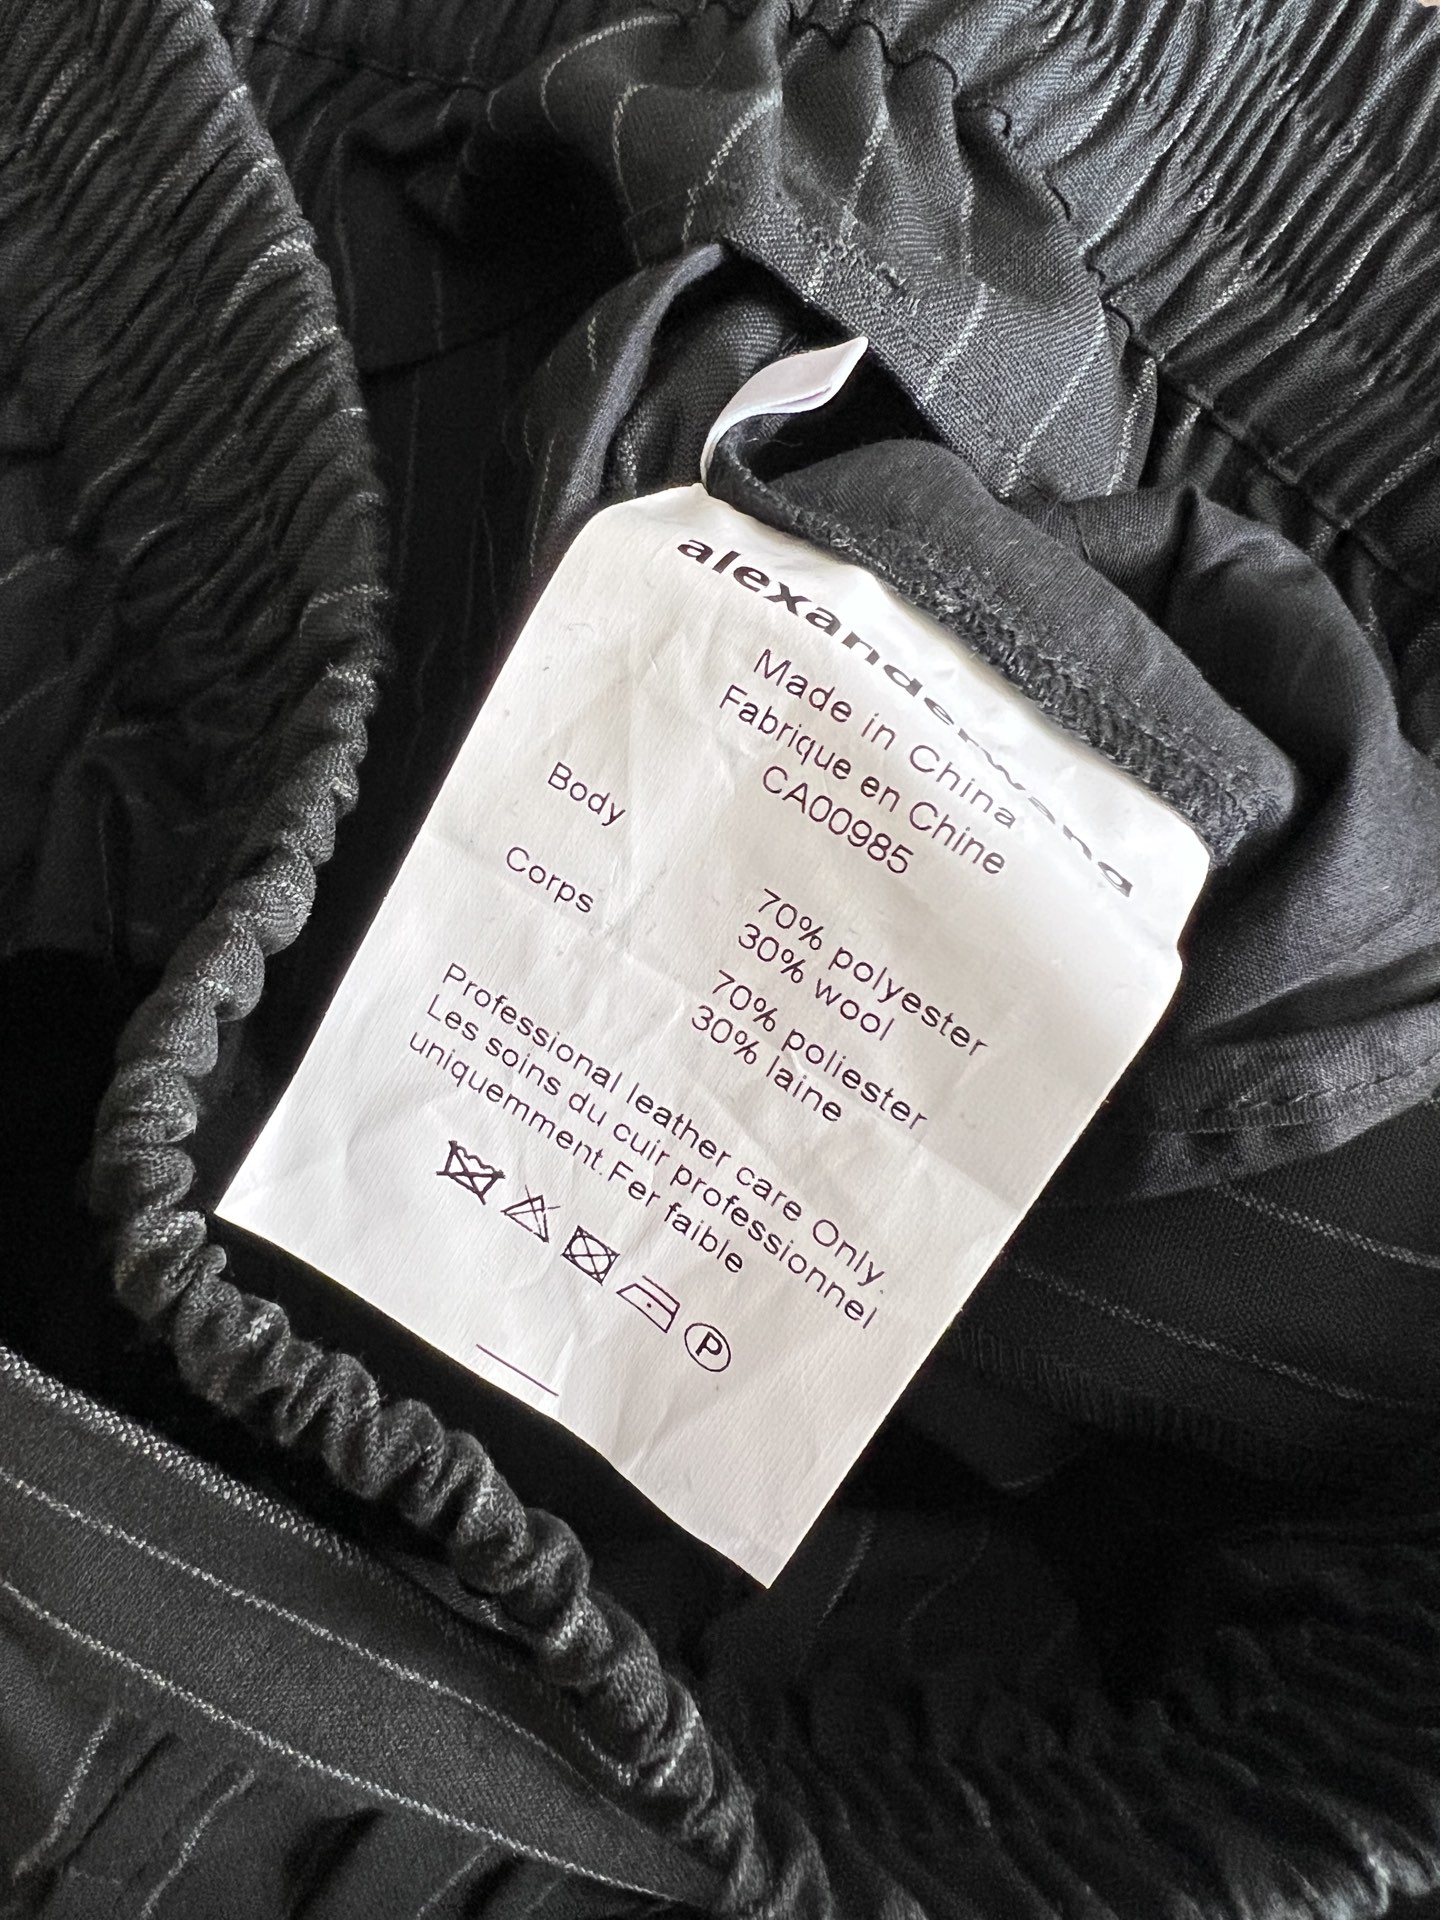 alexanderwang
Made in China
Fabrique en Chine
CA00985
Body 70% polyester
30% wool
Corps 70% poliester
30% laine
Professional leather care Only
Les soins du cuir professionnel
uniquemment.Fer faible
P